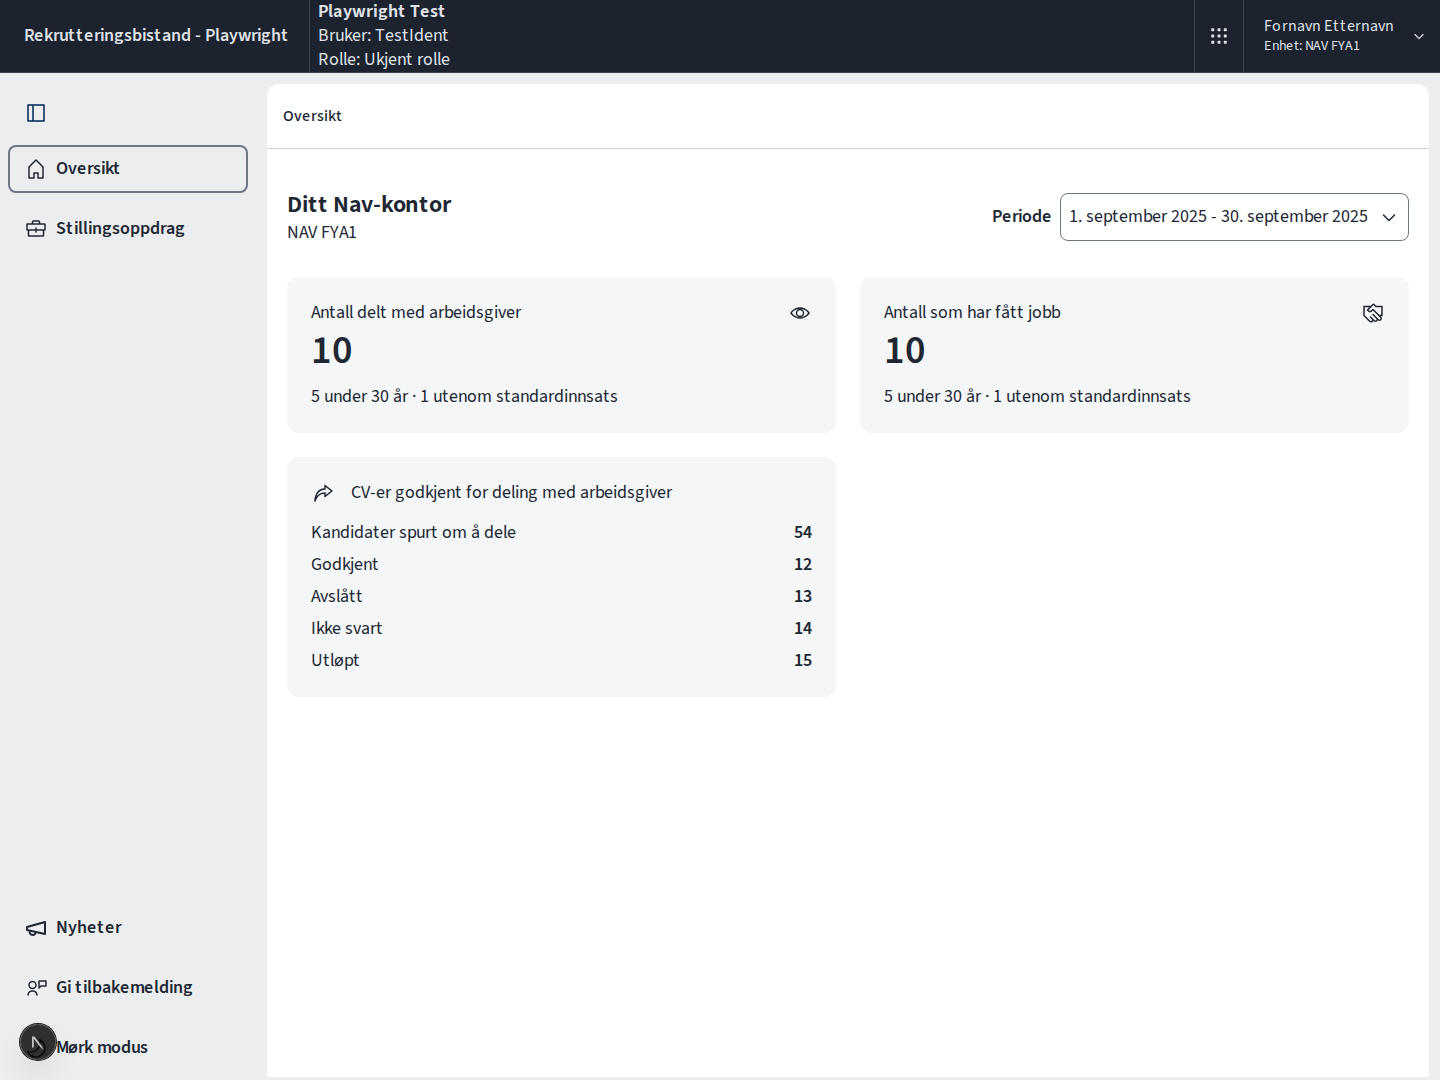 Rekrutteringsbistand - Playwright
Playwright Test
Bruker: TestIdent
Rolle: Ukjent rolle
Fornavn Etternavn
Enhet: NAV FYA1
Oversikt
Stillingsoppdrag
Oversikt
Ditt Nav-kontor
NAV FYA1
Periode
1. september 2025 - 30. september 2025
Antall delt med arbeidsgiver
10
5 under 30 år · 1 utenom standardinnsats
Antall som har fått jobb
10
5 under 30 år · 1 utenom standardinnsats
CV-er godkjent for deling med arbeidsgiver
Kandidater spurt om å dele 54
Godkjent 12
Avslått 13
Ikke svart 14
Utløpt 15
Nyheter
Gi tilbakemelding
Mørk modus